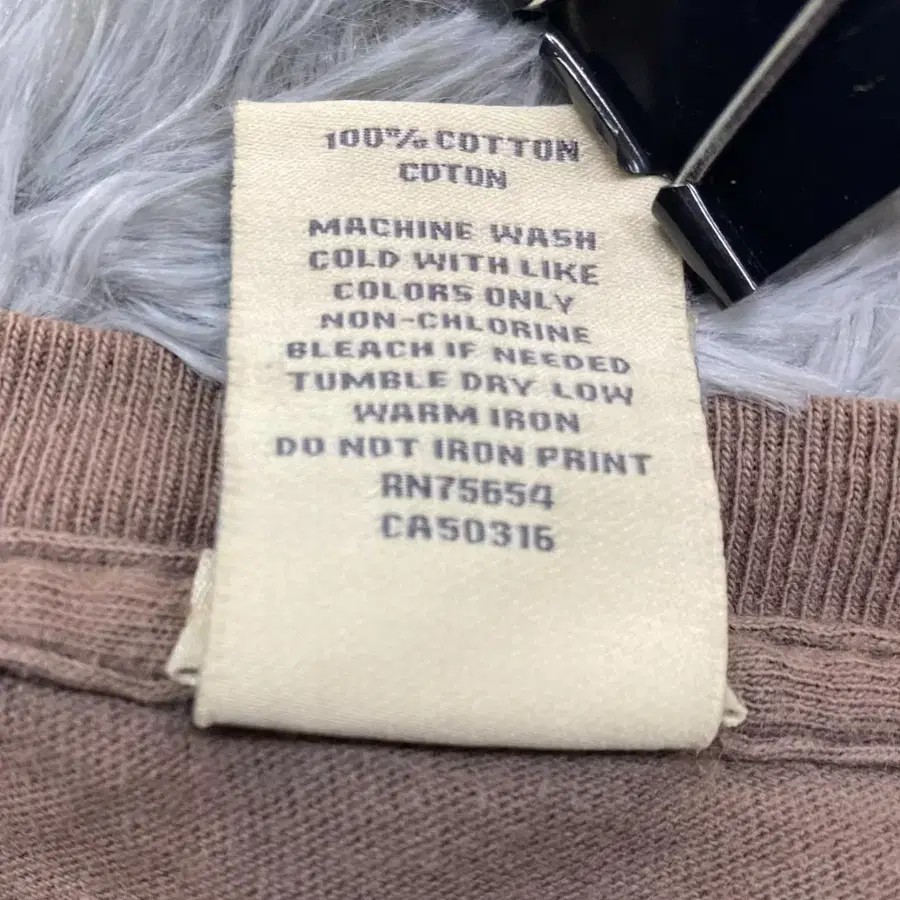 100% COTTON
COTON
MACHINE WASH
COLD WITH LIKE
COLORS ONLY
NON-CHLORINE
BLEACH IF NEEDED
TUMBLE DRY LOW
WARM IRON
DO NOT IRON PRINT
RN75654
CA50316